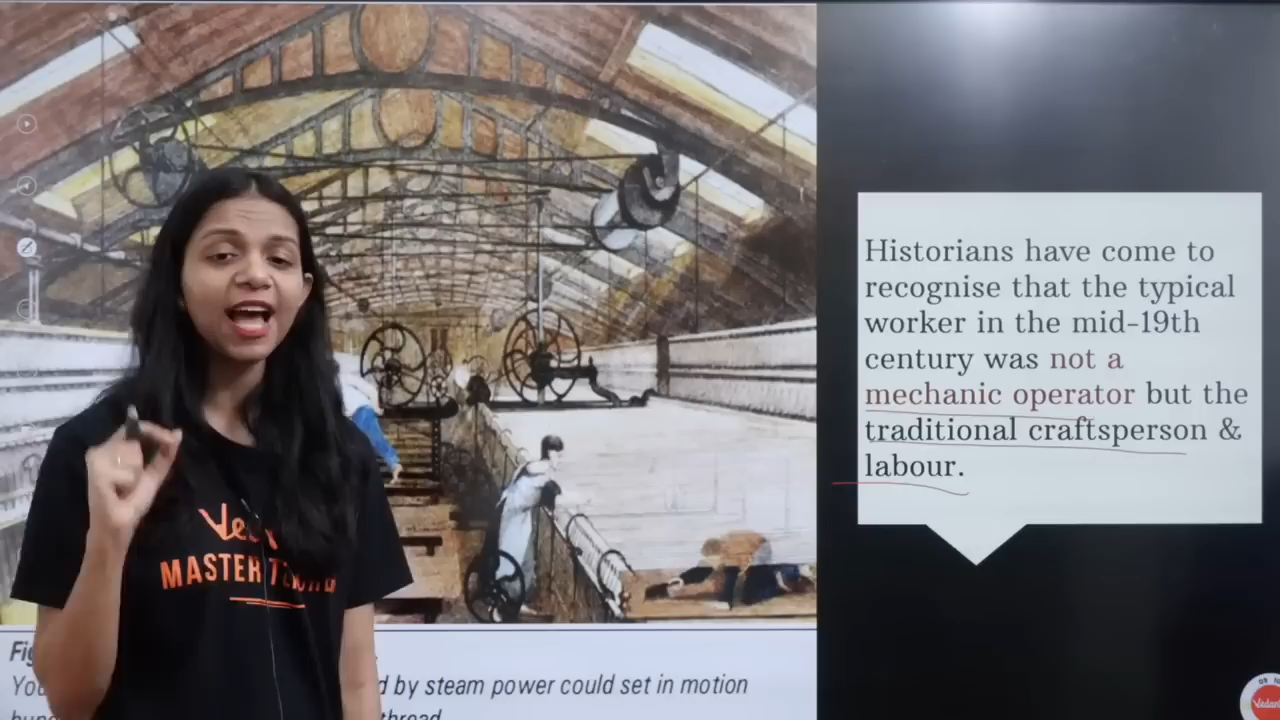 Historians have come to
recognise that the typical
worker in the mid-19th
century was not a
mechanic operator but the
traditional craftsperson &
labour.
MASTER
d by steam power could set in motion
thread